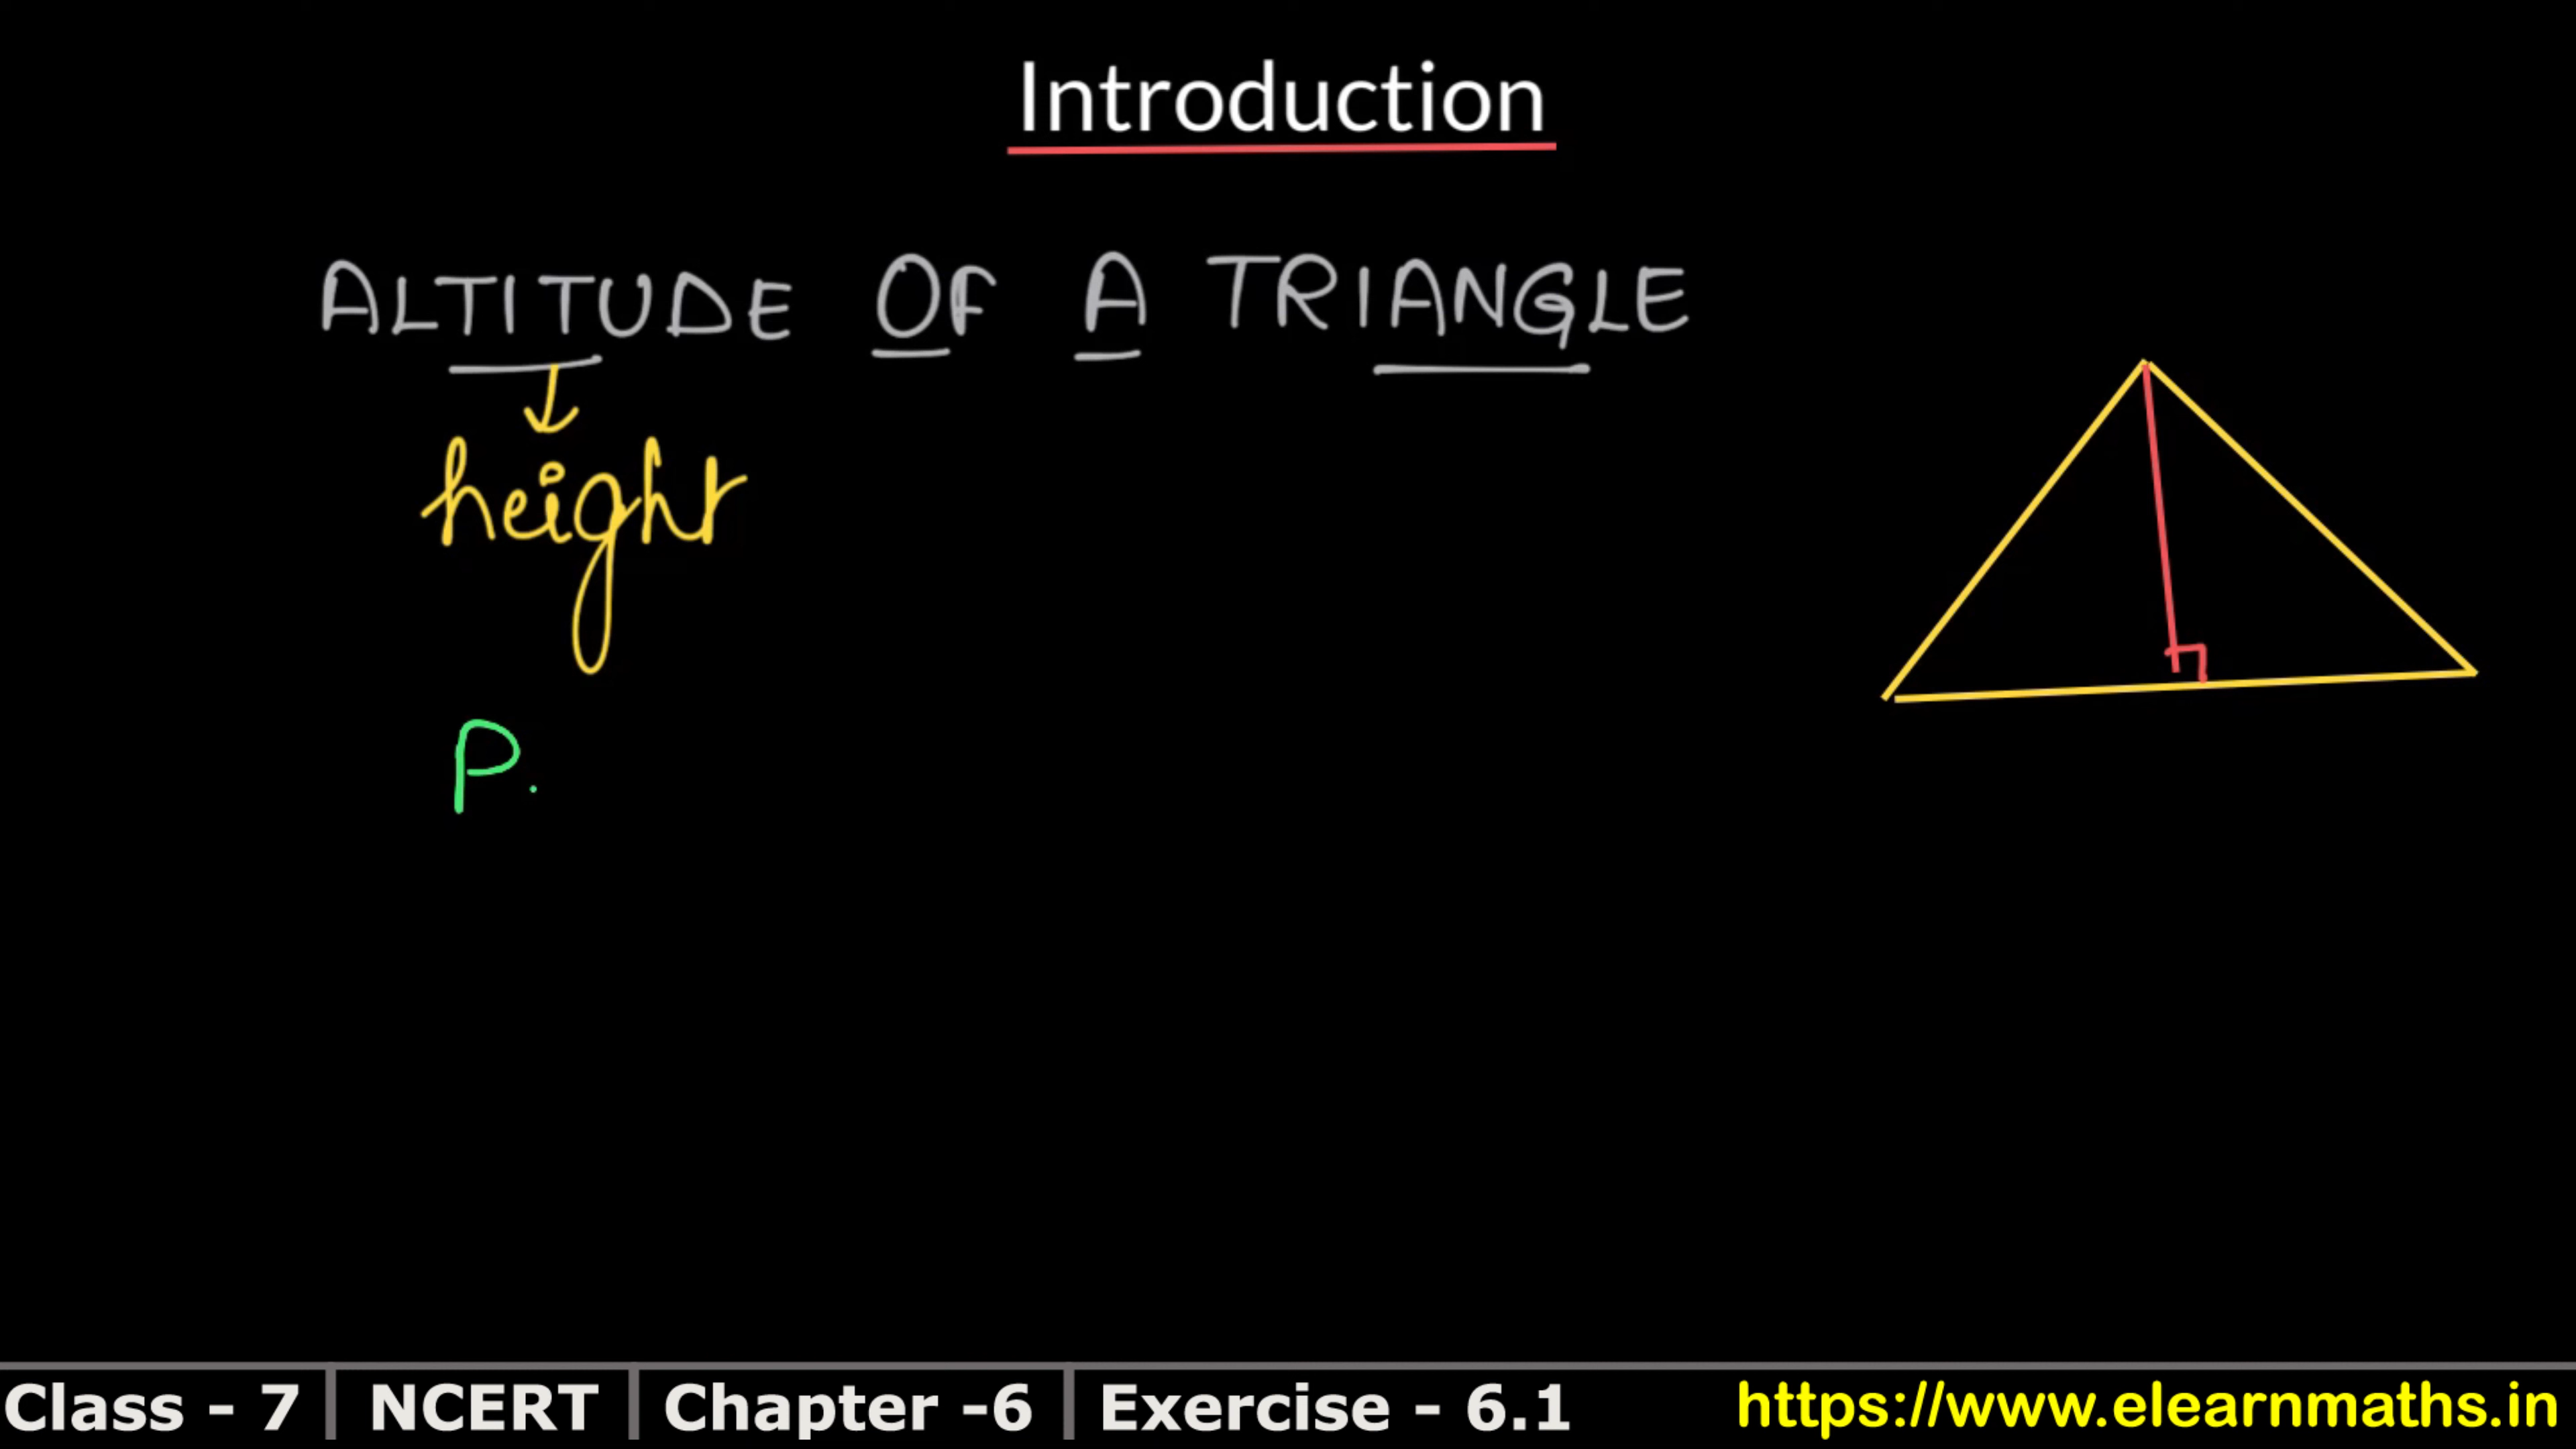 Introduction
ALTITUDE OF A TRIANGLE
height
P.
Class - 7 | NCERT | Chapter -6 | Exercise - 6.1 https://www.elearnmaths.in